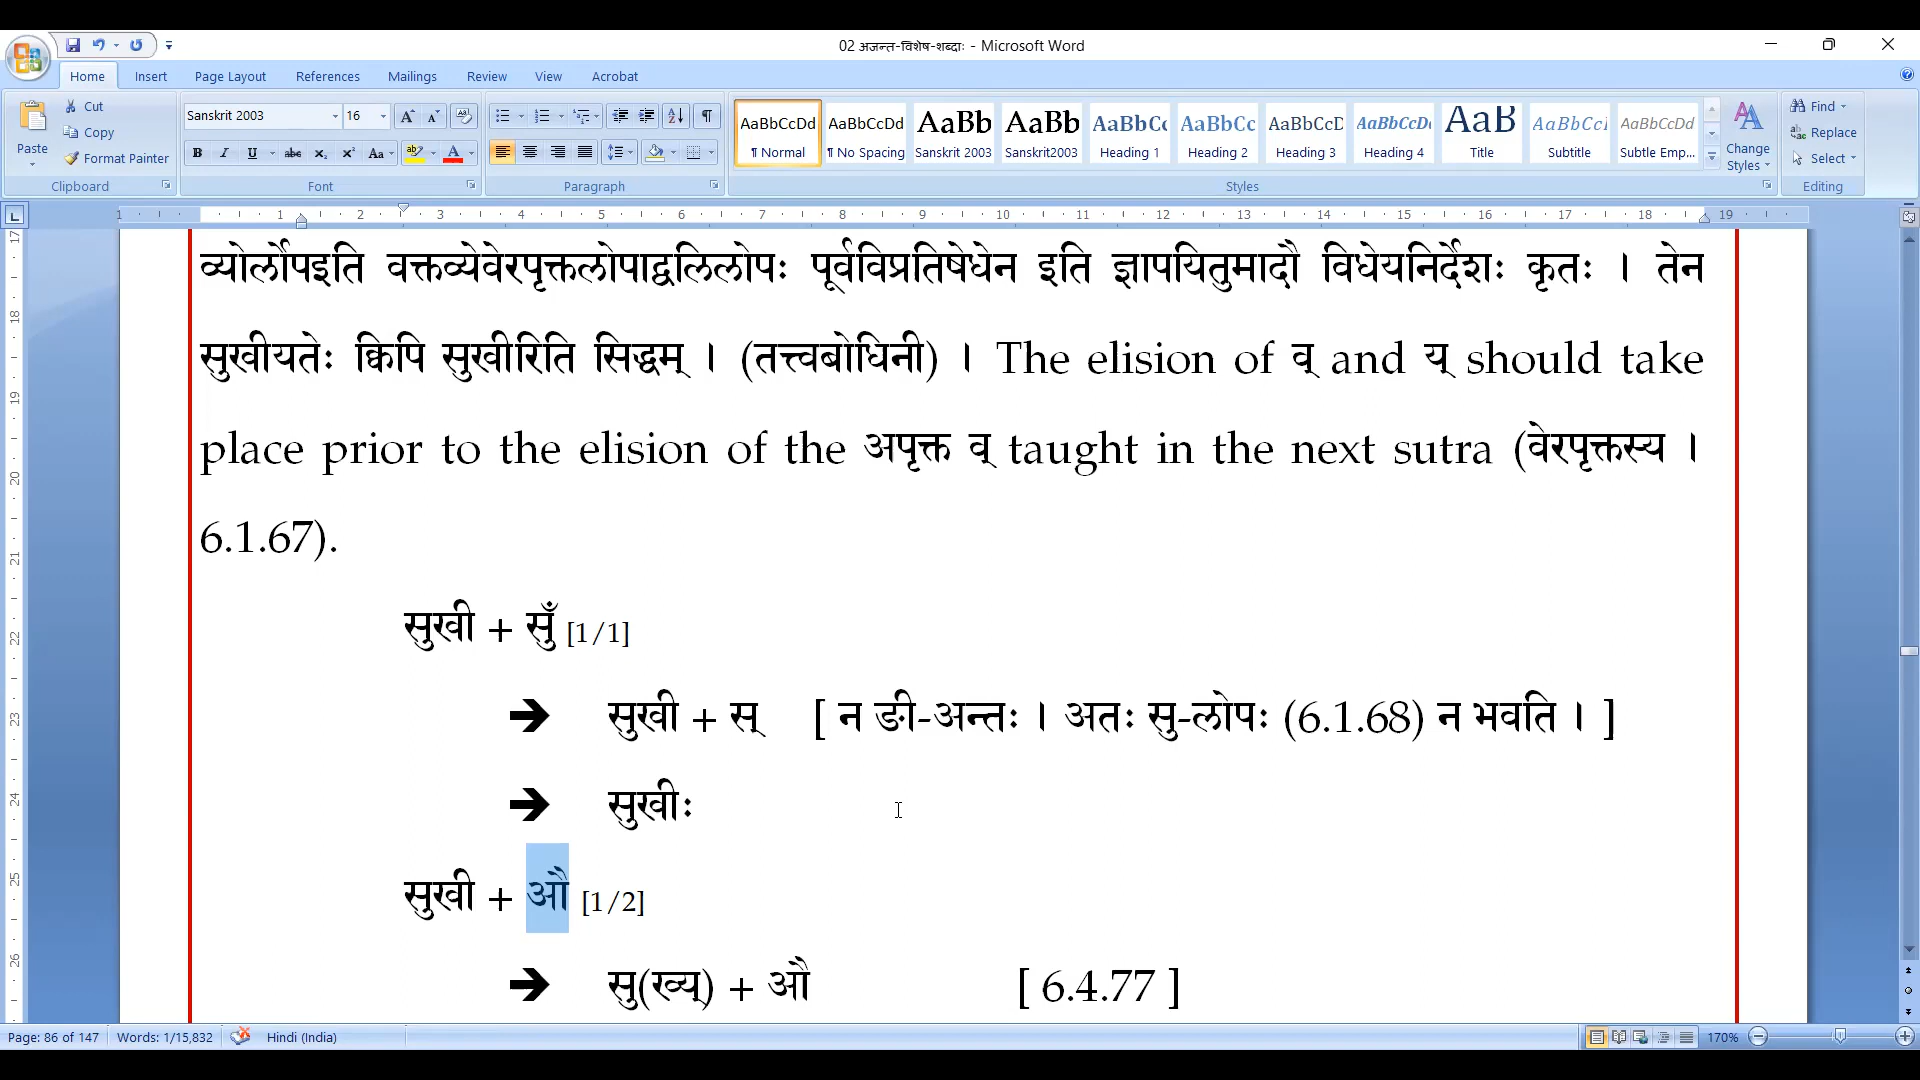 02 अजन्त-विशेष-शब्दाः - Microsoft Word
Home Insert Page Layout References Mailings Review View Acrobat
Paste Cut Copy Format Painter
Sanskrit 2003 16
AaBbCcDd AaBbCcDd AaBb AaBb AaBbCc AaBbCc AaBbCcD AaBbCcDi AaB AaBbCcI AaBbCcDd
¶ Normal ¶ No Spacing Sanskrit 2003 Sanskrit2003 Heading 1 Heading 2 Heading 3 Heading 4 Title Subtitle Subtle Emp... Change Styles
Find Replace Select
Clipboard Font Paragraph Styles Editing
व्योर्लोपइति वक्तव्येवेरपृक्तलोपाद्वलिलोपः पूर्वविप्रतिषेधेन इति ज्ञापयितुमादौ विधेयनिर्देशः कृतः । तेन
सुखीयतेः क्विपि सुखीरिति सिद्धम् । (तत्त्वबोधिनी) । The elision of व् and य् should take
place prior to the elision of the अपृक्त व् taught in the next sutra (वेरपृक्तस्य ।
6.1.67).
सुखी + सुँ [1/1]
➔ सुखी + स् [ न ङी-अन्तः । अतः सु-लोपः (6.1.68) न भवति । ]
➔ सुखीः
सुखी + औ [1/2]
➔ सु(ख्य्) + औ [ 6.4.77 ]
Page: 86 of 147 Words: 1/15,832 Hindi (India) 170%